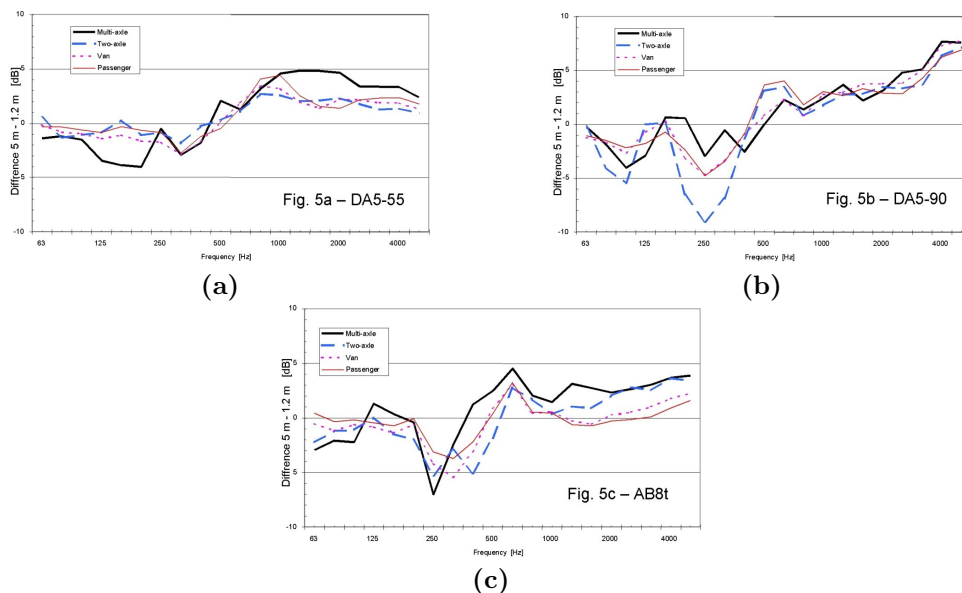 10
5
0
-5
-10
Diffrence 5 m - 1.2 m [dB]
Multi-axle
Two-axle
Van
Passenger
Fig. 5a – DA5-55
63 125 250 500 1000 2000 4000
Frequency [Hz]
(a)
10
5
0
-5
-10
Diffrence 5 m - 1.2 m [dB]
Multi-axle
Two-axle
Van
Passenger
Fig. 5b – DA5-90
63 125 250 500 1000 2000 4000
Frequency [Hz]
(b)
10
5
0
-5
-10
Diffrence 5 m - 1.2 m [dB]
Multi-axle
Two-axle
Van
Passenger
Fig. 5c – AB8t
63 125 250 500 1000 2000 4000
Frequency [Hz]
(c)